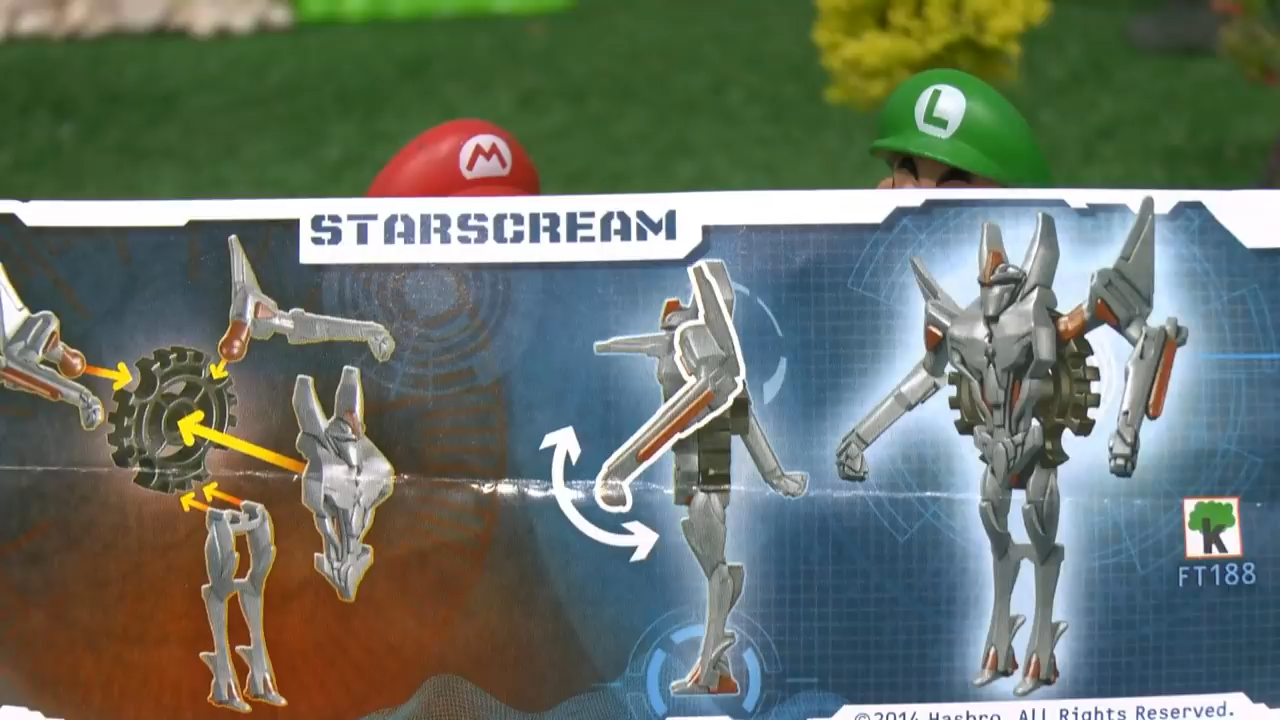 M
L
STARSCREAM
K
FT188
©2014 Hasbro. All Rights Reserved.